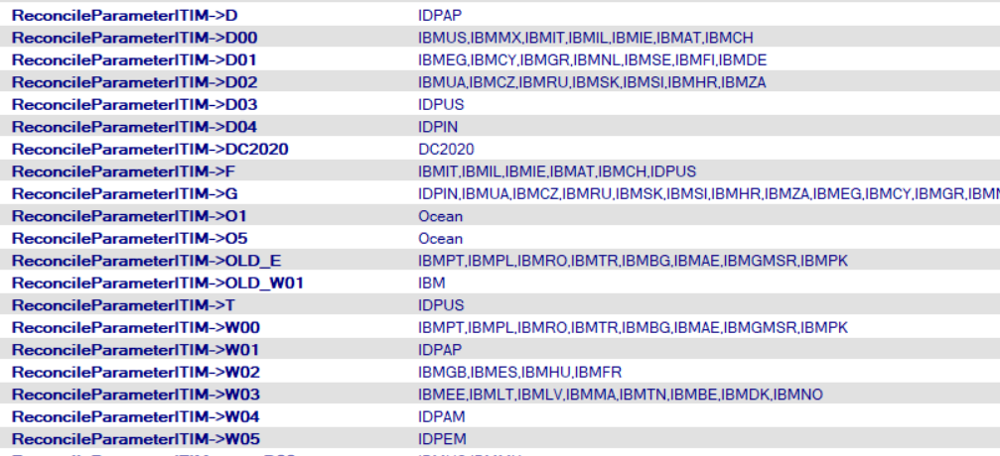 ReconcileParameterITIM->D IDPAP
ReconcileParameterITIM->D00 IBMUS,IBMMX,IBMIT,IBMIL,IBMIE,IBMAT,IBMCH
ReconcileParameterITIM->D01 IBMEG,IBMCY,IBMGR,IBMNL,IBMSE,IBMFI,IBMDE
ReconcileParameterITIM->D02 IBMUA,IBMCZ,IBMRU,IBMSK,IBMSI,IBMHR,IBMZA
ReconcileParameterITIM->D03 IDPUS
ReconcileParameterITIM->D04 IDPIN
ReconcileParameterITIM->DC2020 DC2020
ReconcileParameterITIM->F IBMIT,IBMIL,IBMIE,IBMAT,IBMCH,IDPUS
ReconcileParameterITIM->G IDPIN,IBMUA,IBMCZ,IBMRU,IBMSK,IBMSI,IBMHR,IBMZA,IBMEG,IBMCY,IBMGR,
ReconcileParameterITIM->O1 Ocean
ReconcileParameterITIM->O5 Ocean
ReconcileParameterITIM->OLD_E IBMPT,IBMPL,IBMRO,IBMTR,IBMBG,IBMAE,IBMGMSR,IBMPK
ReconcileParameterITIM->OLD_W01 IBM
ReconcileParameterITIM->T IDPUS
ReconcileParameterITIM->W00 IBMPT,IBMPL,IBMRO,IBMTR,IBMBG,IBMAE,IBMGMSR,IBMPK
ReconcileParameterITIM->W01 IDPAP
ReconcileParameterITIM->W02 IBMGB,IBMES,IBMHU,IBMFR
ReconcileParameterITIM->W03 IBMEE,IBMLT,IBMLV,IBMMA,IBMTN,IBMBE,IBMDK,IBMNO
ReconcileParameterITIM->W04 IDPAM
ReconcileParameterITIM->W05 IDPEM